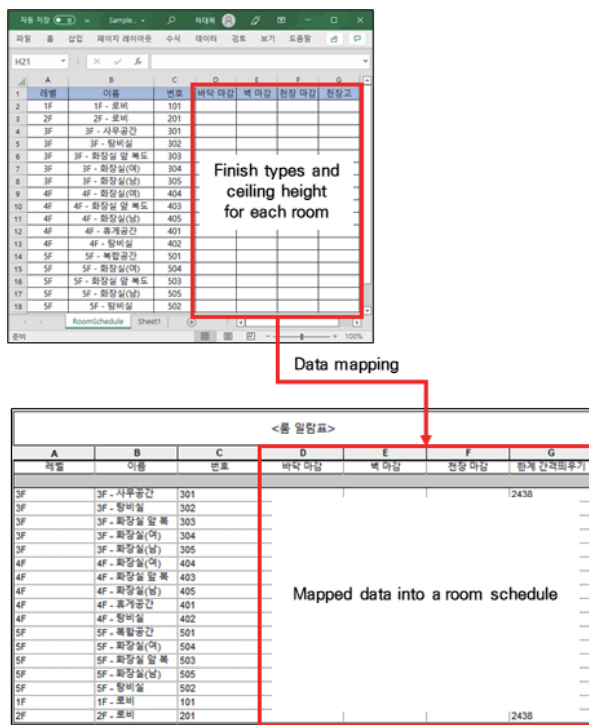 자동 저장 Sample... 허대욱
파일 홈 삽입 페이지 레이아웃 수식 데이터 검토 보기 도움말
H21 fx
A B C D E F G
1 레벨 이름 번호 바닥 마감 벽 마감 천장 마감 천장고
2 1F 1F - 로비 101
3 2F 2F - 로비 201
4 3F 3F - 사무공간 301
5 3F 3F - 탕비실 302
6 3F 3F - 화장실 앞 복도 303
7 3F 3F - 화장실(여) 304
8 3F 3F - 화장실(남) 305
9 4F 4F - 화장실(여) 404
10 4F 4F - 화장실 앞 복도 403
11 4F 4F - 화장실(남) 405
12 4F 4F - 휴게공간 401
13 4F 4F - 탕비실 402
14 5F 5F - 복합공간 501
15 5F 5F - 화장실(여) 504
16 5F 5F - 화장실 앞 복도 503
17 5F 5F - 화장실(남) 505
18 5F 5F - 탕비실 502
Finish types and
ceiling height
for each room
RoomSchedule Sheet1
준비 100%
Data mapping
<룸 일람표>
A B C D E F G
레벨 이름 번호 바닥 마감 벽 마감 천장 마감 한계 간격띄우기
3F 3F - 사무공간 301 2438
3F 3F - 탕비실 302
3F 3F - 화장실 앞 복 303
3F 3F - 화장실(여) 304
3F 3F - 화장실(남) 305
4F 4F - 화장실(여) 404
4F 4F - 화장실 앞 복 403
4F 4F - 화장실(남) 405
4F 4F - 휴게공간 401
4F 4F - 탕비실 402
5F 5F - 복합공간 501
5F 5F - 화장실(여) 504
5F 5F - 화장실 앞 복 503
5F 5F - 화장실(남) 505
5F 5F - 탕비실 502
1F 1F - 로비 101
2F 2F - 로비 201 2438
Mapped data into a room schedule